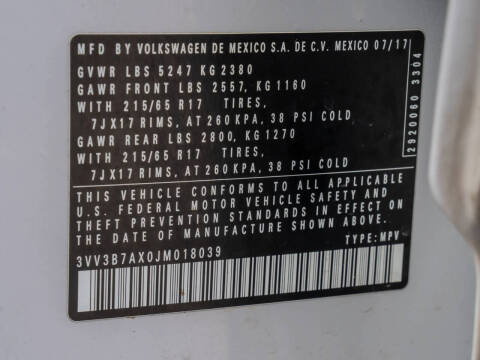 MFD BY VOLKSWAGEN DE MEXICO S.A. DE C.V. MEXICO 07/17
GVWR LBS 5247 KG 2380
GAWR FRONT LBS 2557, KG 1160
WITH 215/65 R17 TIRES,
7JX17 RIMS, AT 260 KPA, 38 PSI COLD
GAWR REAR LBS 2800, KG 1270
WITH 215/65 R17 TIRES,
7JX17 RIMS, AT 260 KPA, 38 PSI COLD
THIS VEHICLE CONFORMS TO ALL APPLICABLE
U.S. FEDERAL MOTOR VEHICLE SAFETY AND
THEFT PREVENTION STANDARDS IN EFFECT ON
THE DATE OF MANUFACTURE SHOWN ABOVE.
3VV3B7AX0JM018039
TYPE: MPV
2920060 3304